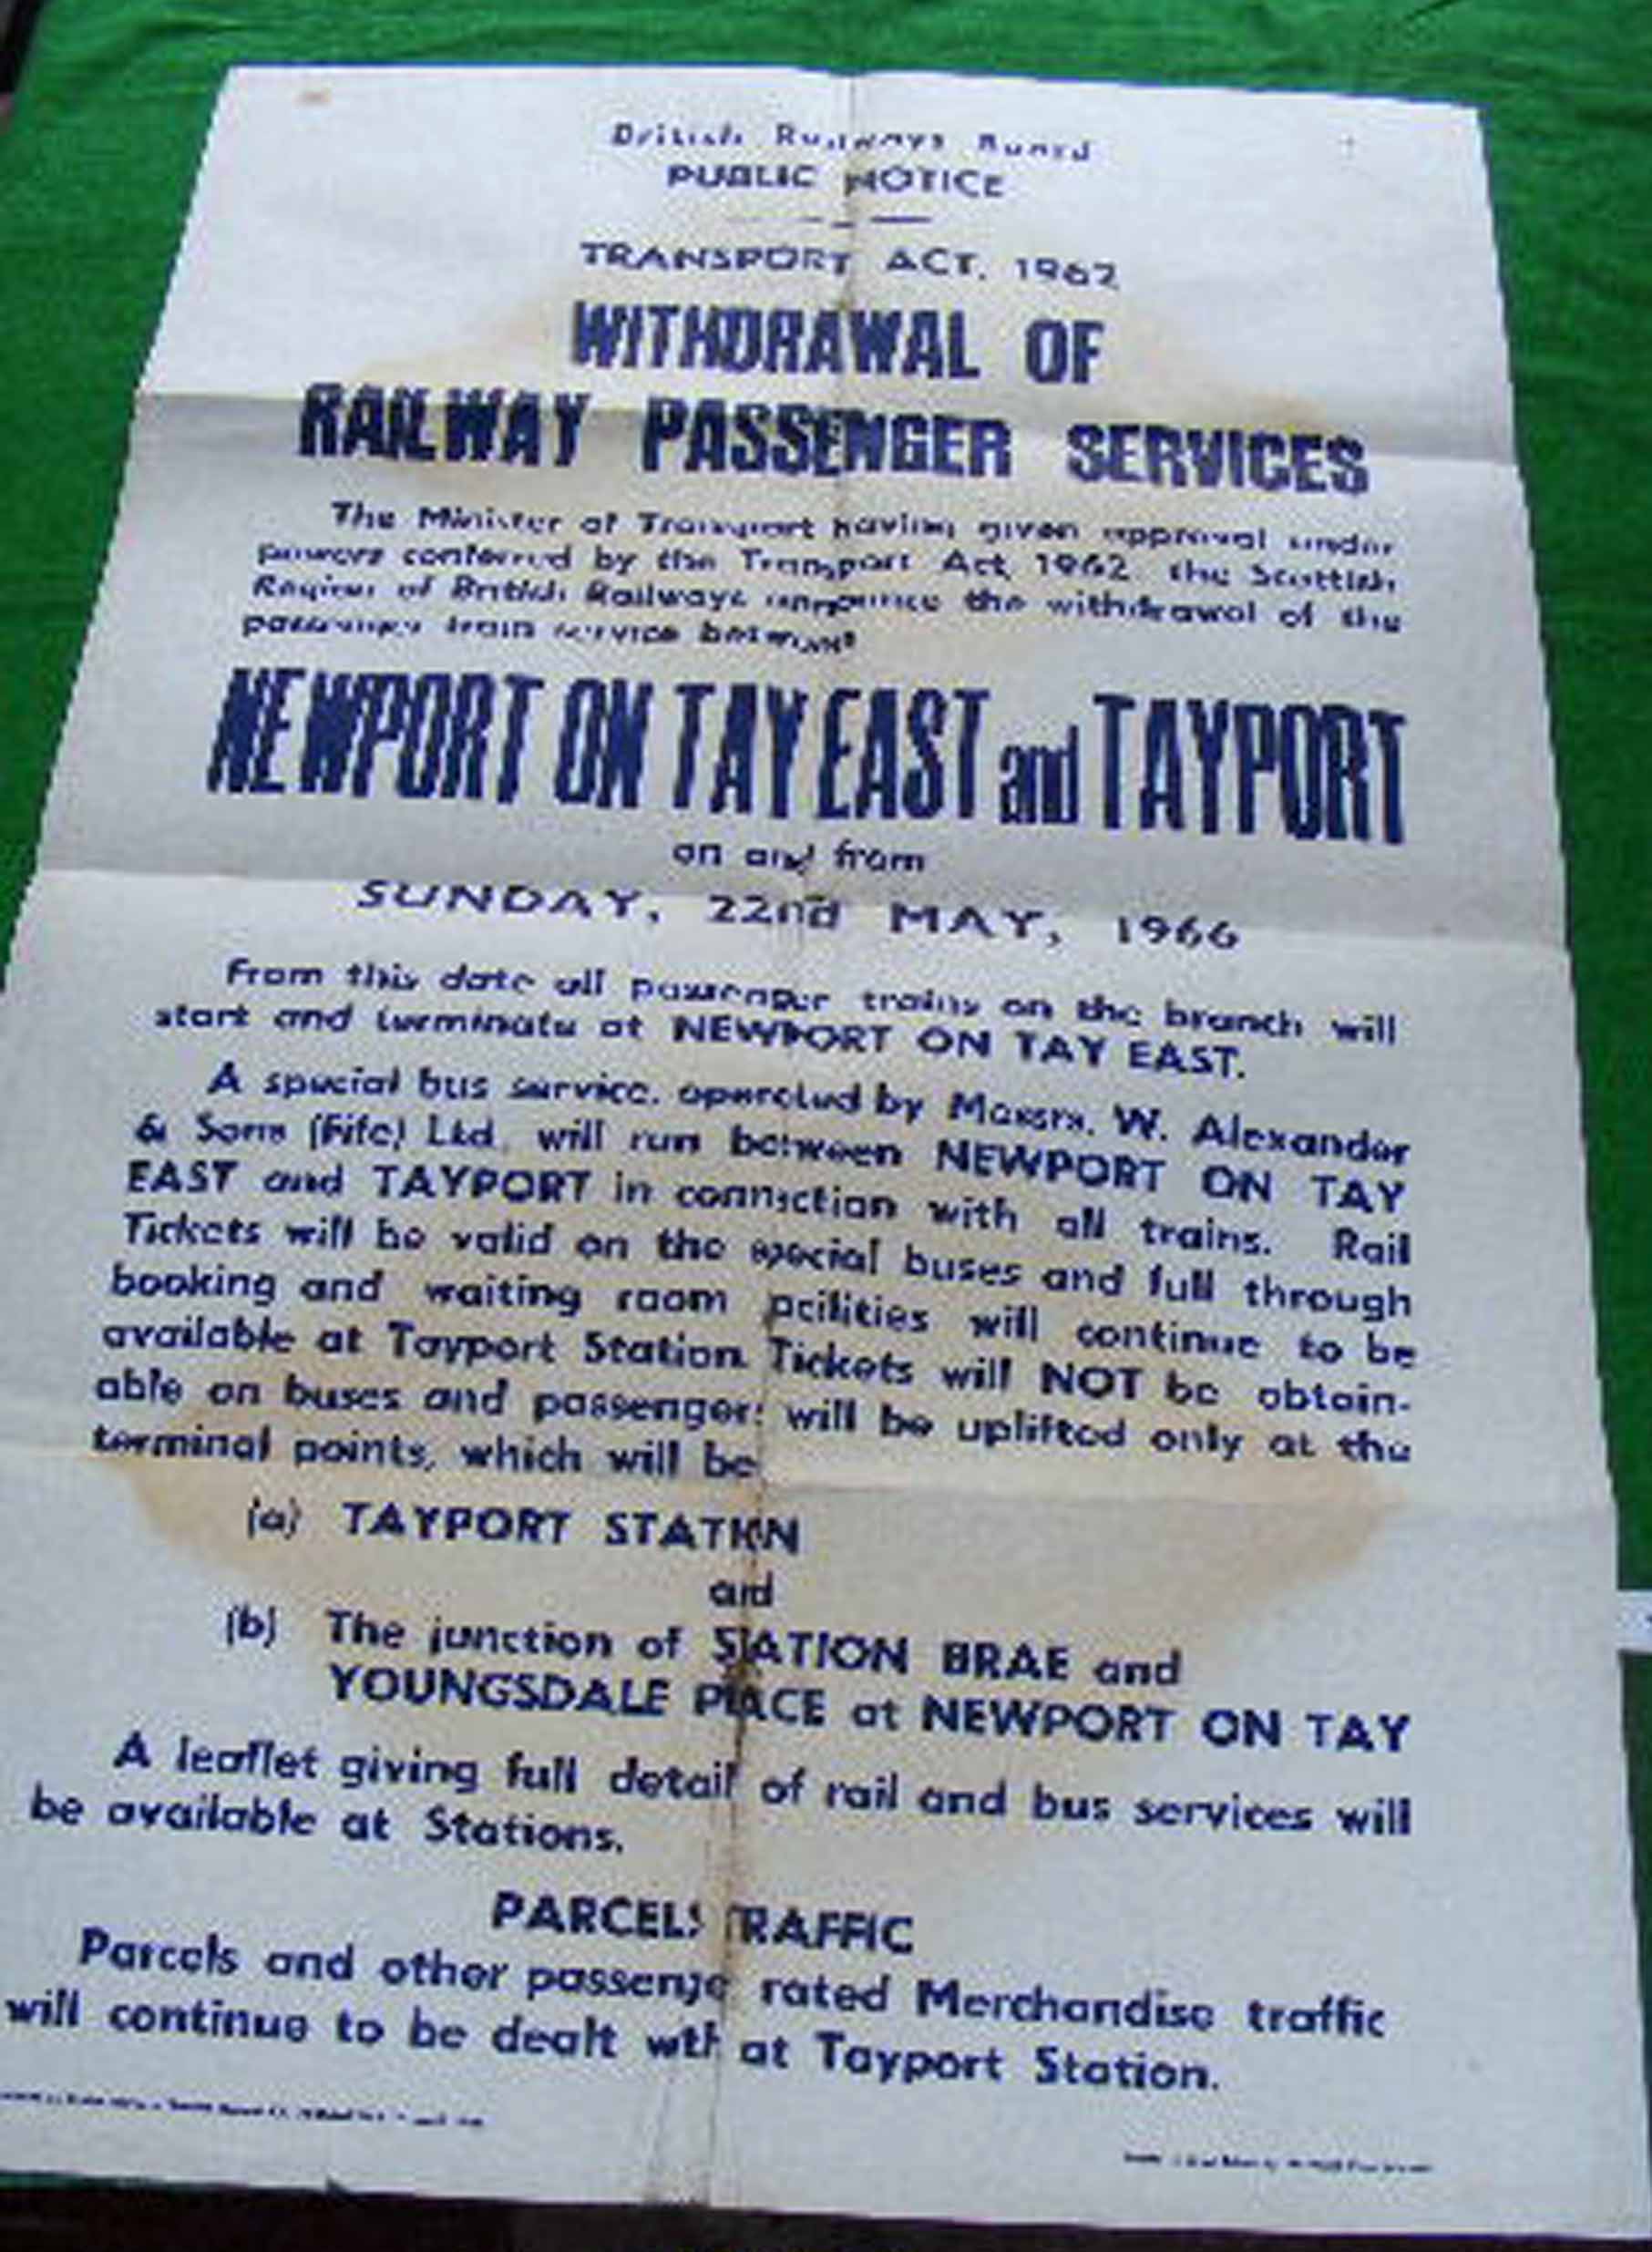 British Railways Board
PUBLIC NOTICE
TRANSPORT ACT, 1962
WITHDRAWAL OF
RAILWAY PASSENGER SERVICES
The Minister of Transport having given approval under
powers conferred by the Transport Act, 1962 the Scottish
Region of British Railways announce the withdrawal of the
passenger train service between
NEWPORT ON TAY EAST and TAYPORT
on and from
SUNDAY, 22nd MAY, 1966
From this date all passenger trains on the branch will
start and terminate at NEWPORT ON TAY EAST.
A special bus service, operated by Messrs. W. Alexander
& Sons (Fife) Ltd. will run between NEWPORT ON TAY
EAST and TAYPORT in connection with all trains. Rail
Tickets will be valid on the special buses and full through
booking and waiting room facilities will continue to be
available at Tayport Station. Tickets will NOT be obtain-
able on buses and passengers will be uplifted only at the
terminal points, which will be
(a) TAYPORT STATION
and
(b) The junction of STATION BRAE and
YOUNGSDALE PLACE at NEWPORT ON TAY
A leaflet giving full detail of rail and bus services will
be available at Stations.
PARCELS TRAFFIC
Parcels and other passenger rated Merchandise traffic
will continue to be dealt with at Tayport Station.